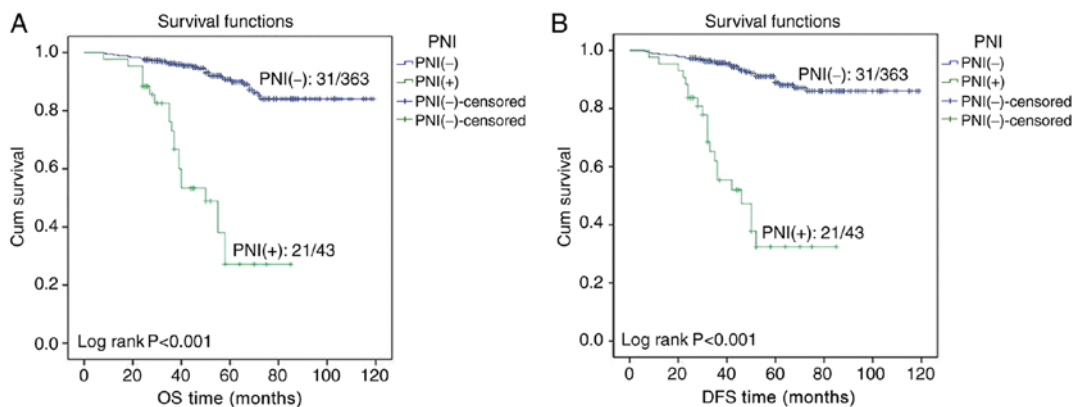 A
Survival functions
PNI
PNI(−)
PNI(+)
PNI(−)-censored
PNI(−)-censored
PNI(−): 31/363
PNI(+): 21/43
Log rank P<0.001
Cum survival
1.0
0.8
0.6
0.4
0.2
0.0
0 20 40 60 80 100 120
OS time (months)
B
Survival functions
PNI
PNI(−)
PNI(+)
PNI(−)-censored
PNI(−)-censored
PNI(−): 31/363
PNI(+): 21/43
Log rank P<0.001
Cum survival
1.0
0.8
0.6
0.4
0.2
0.0
0 20 40 60 80 100 120
DFS time (months)